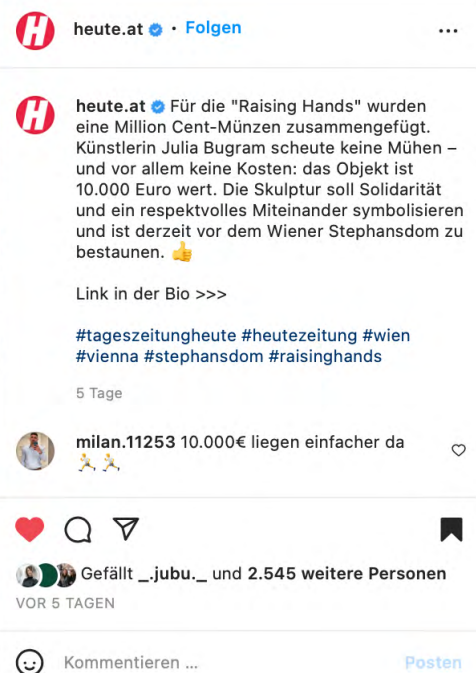 heute.at • Folgen
heute.at Für die "Raising Hands" wurden
eine Million Cent-Münzen zusammengefügt.
Künstlerin Julia Bugram scheute keine Mühen –
und vor allem keine Kosten: das Objekt ist
10.000 Euro wert. Die Skulptur soll Solidarität
und ein respektvolles Miteinander symbolisieren
und ist derzeit vor dem Wiener Stephansdom zu
bestaunen. 👍
Link in der Bio >>>
#tageszeitungheute #heutezeitung #wien
#vienna #stephansdom #raisinghands
5 Tage
milan.11253 10.000€ liegen einfacher da
🏃🏃
Gefällt _.jubu._ und 2.545 weitere Personen
VOR 5 TAGEN
Kommentieren ...
Posten